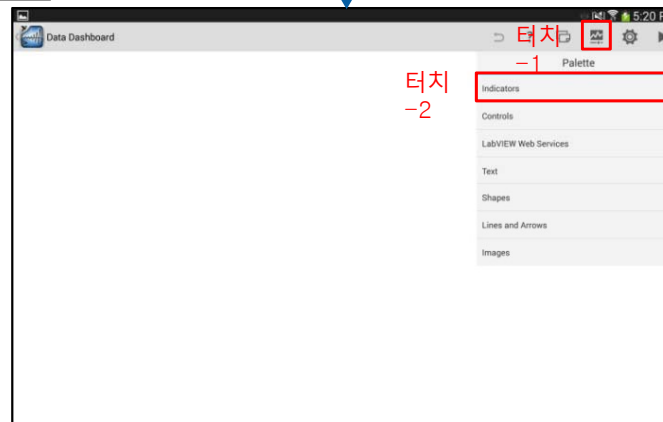 5:20 P
Data Dashboard
터치
-1
Palette
터치
-2
Indicators
Controls
LabVIEW Web Services
Text
Shapes
Lines and Arrows
Images